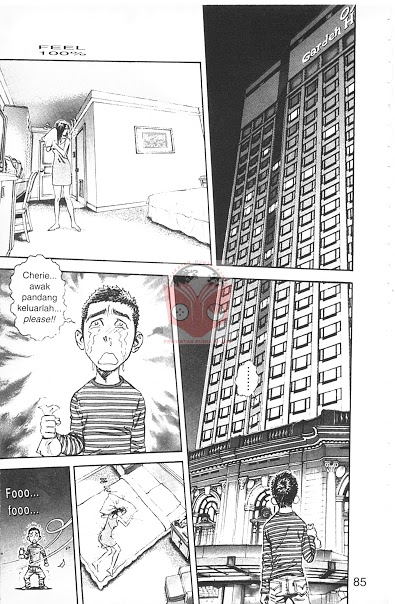 FEEL
100%
Garden H
Cherie...
awak
pandang
keluarlah...
please!!
........
Fooo...
fooo...
85